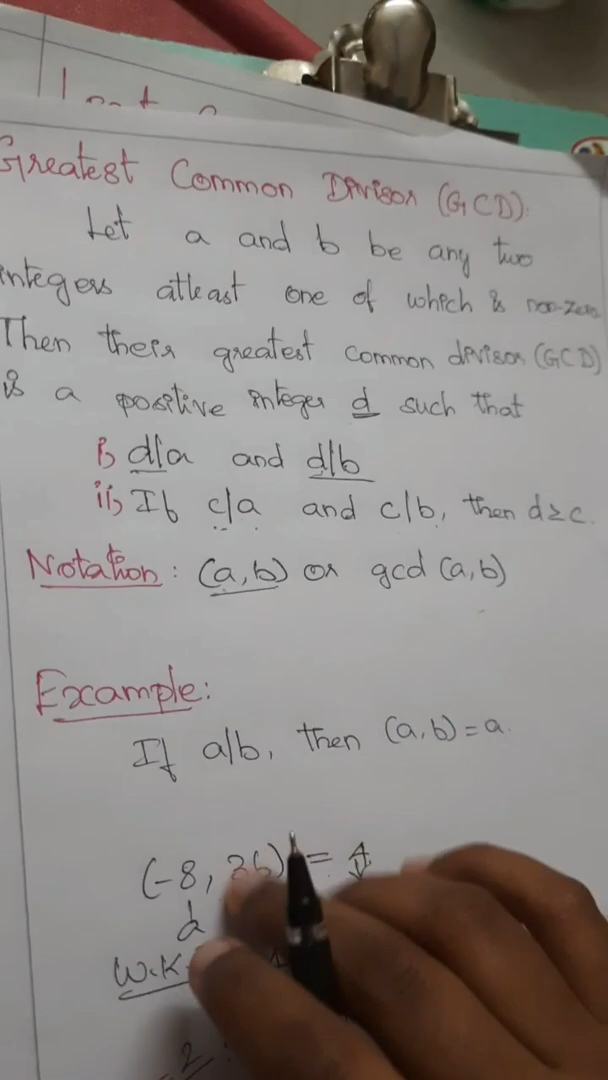 Greatest Common Divisor (GCD):
Let a and b be any two
integers atleast one of which is non-zero
Then their greatest common divisor (GCD)
is a positive integer d such that
i) d/a and d/b
ii) If c/a and c/b, then d≥c.
Notation: (a,b) or gcd (a,b)
Example:
If a/b, then (a,b)=a.
(-8, 36) = 4
d
W.K.
2